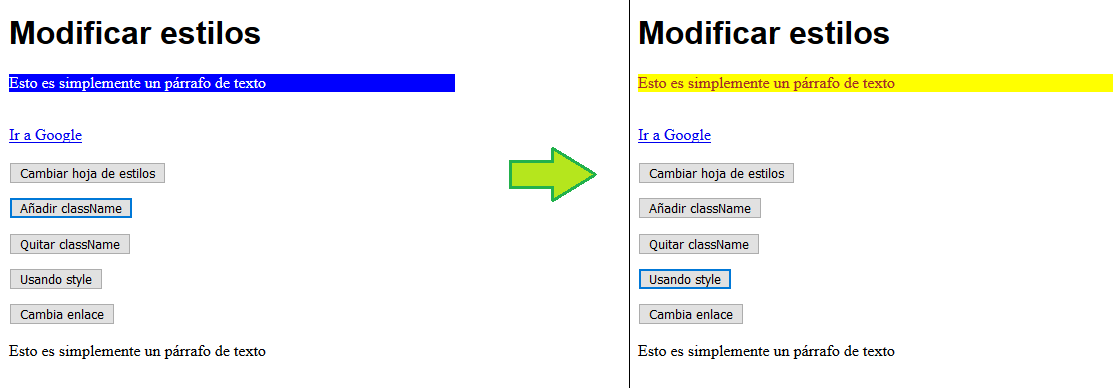 Modificar estilos
Esto es simplemente un párrafo de texto
Ir a Google
Cambiar hoja de estilos
Añadir className
Quitar className
Usando style
Cambia enlace
Esto es simplemente un párrafo de texto
Modificar estilos
Esto es simplemente un párrafo de texto
Ir a Google
Cambiar hoja de estilos
Añadir className
Quitar className
Usando style
Cambia enlace
Esto es simplemente un párrafo de texto